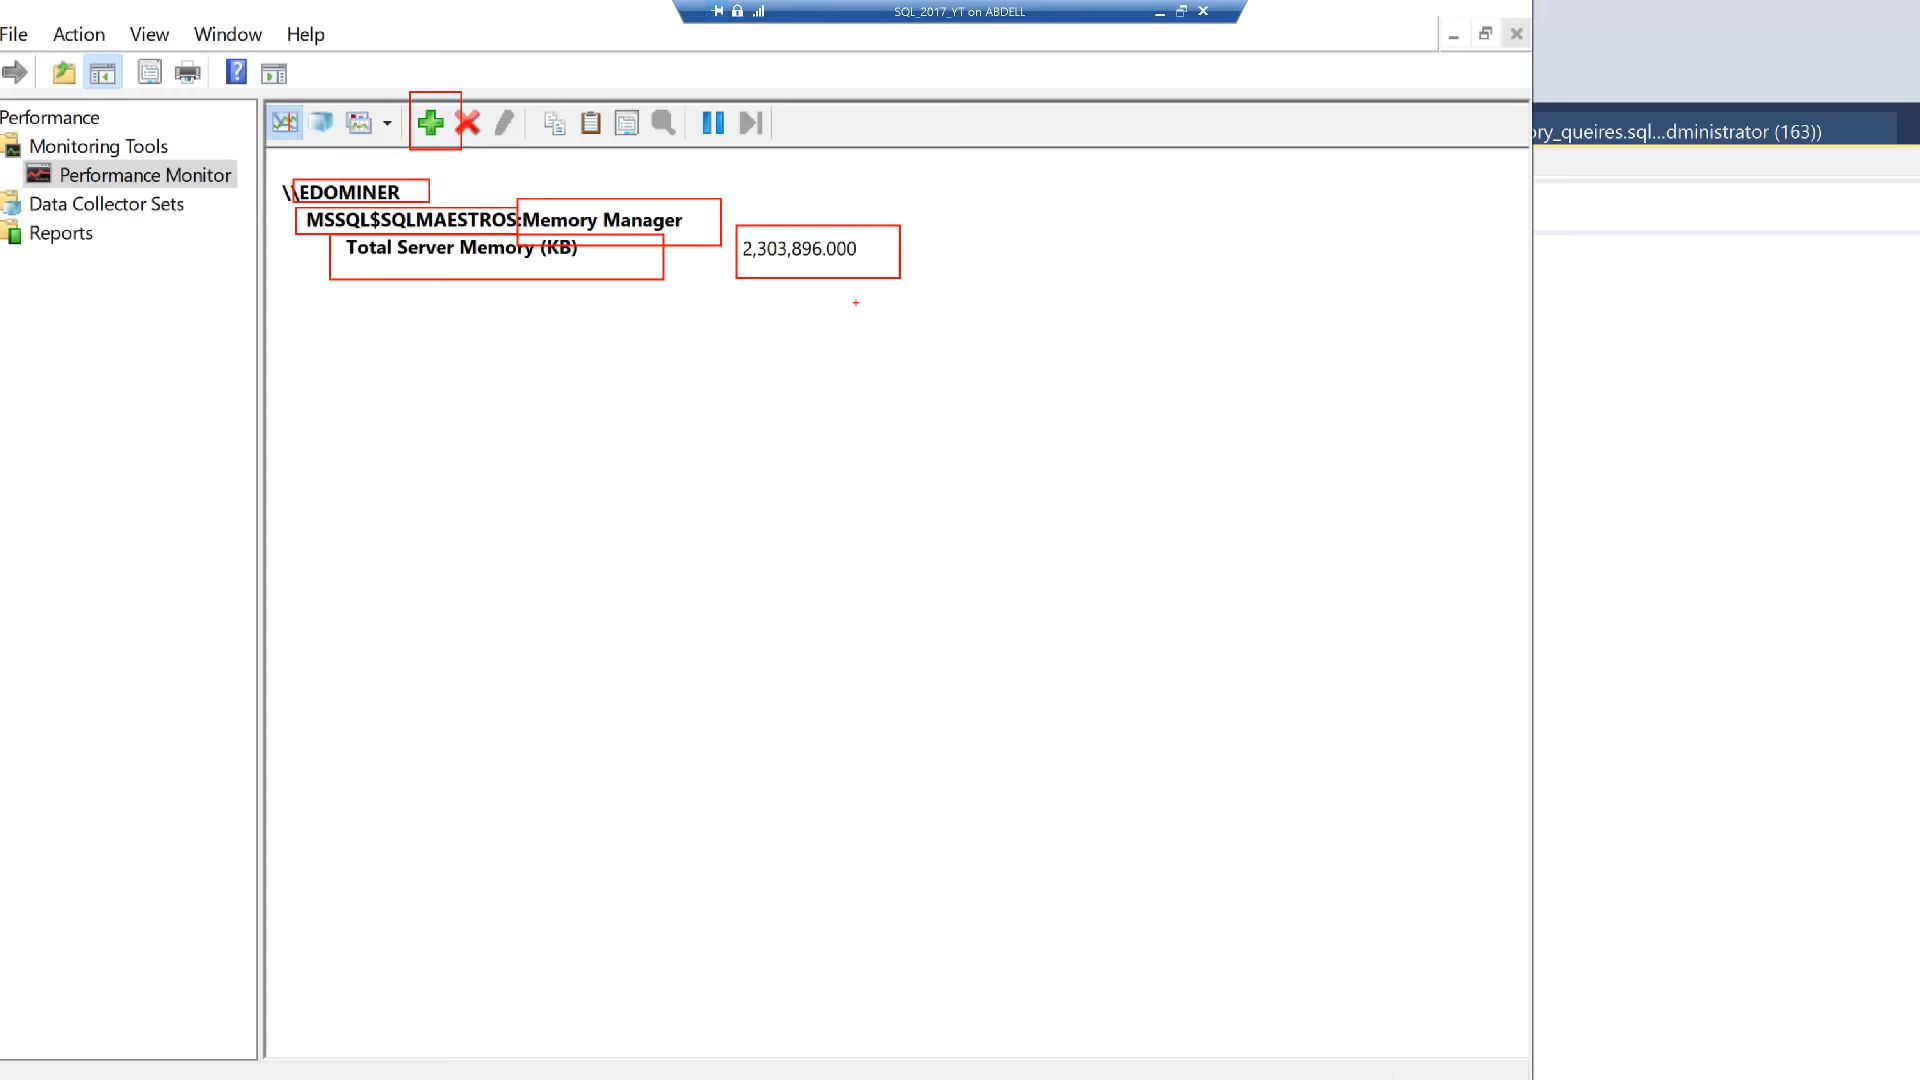 SQL_2017_YT on ABDELL
File Action View Window Help
Performance
Monitoring Tools
Performance Monitor
Data Collector Sets
Reports
\\EDOMINER
MSSQL$SQLMAESTROS:Memory Manager
Total Server Memory (KB) 2,303,896.000
ory_queires.sql...dministrator (163))